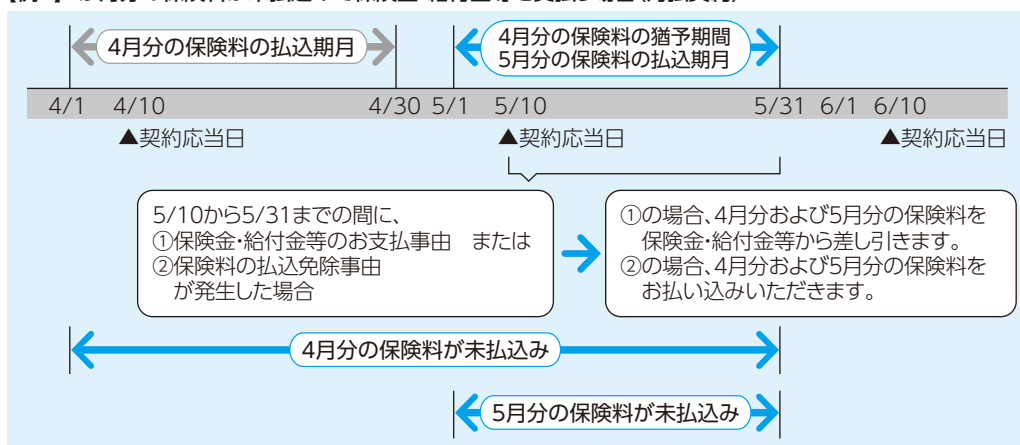 4月分の保険料の払込期月
4月分の保険料の猶予期間
5月分の保険料の払込期月
4/1 4/10 4/30 5/1 5/10 5/31 6/1 6/10
▲契約応当日 ▲契約応当日 ▲契約応当日
5/10から5/31までの間に、
①保険金・給付金等のお支払事由 または
②保険料の払込免除事由
が発生した場合
①の場合、4月分および5月分の保険料を
保険金・給付金等から差し引きます。
②の場合、4月分および5月分の保険料を
お払い込みいただきます。
4月分の保険料が未払込み
5月分の保険料が未払込み